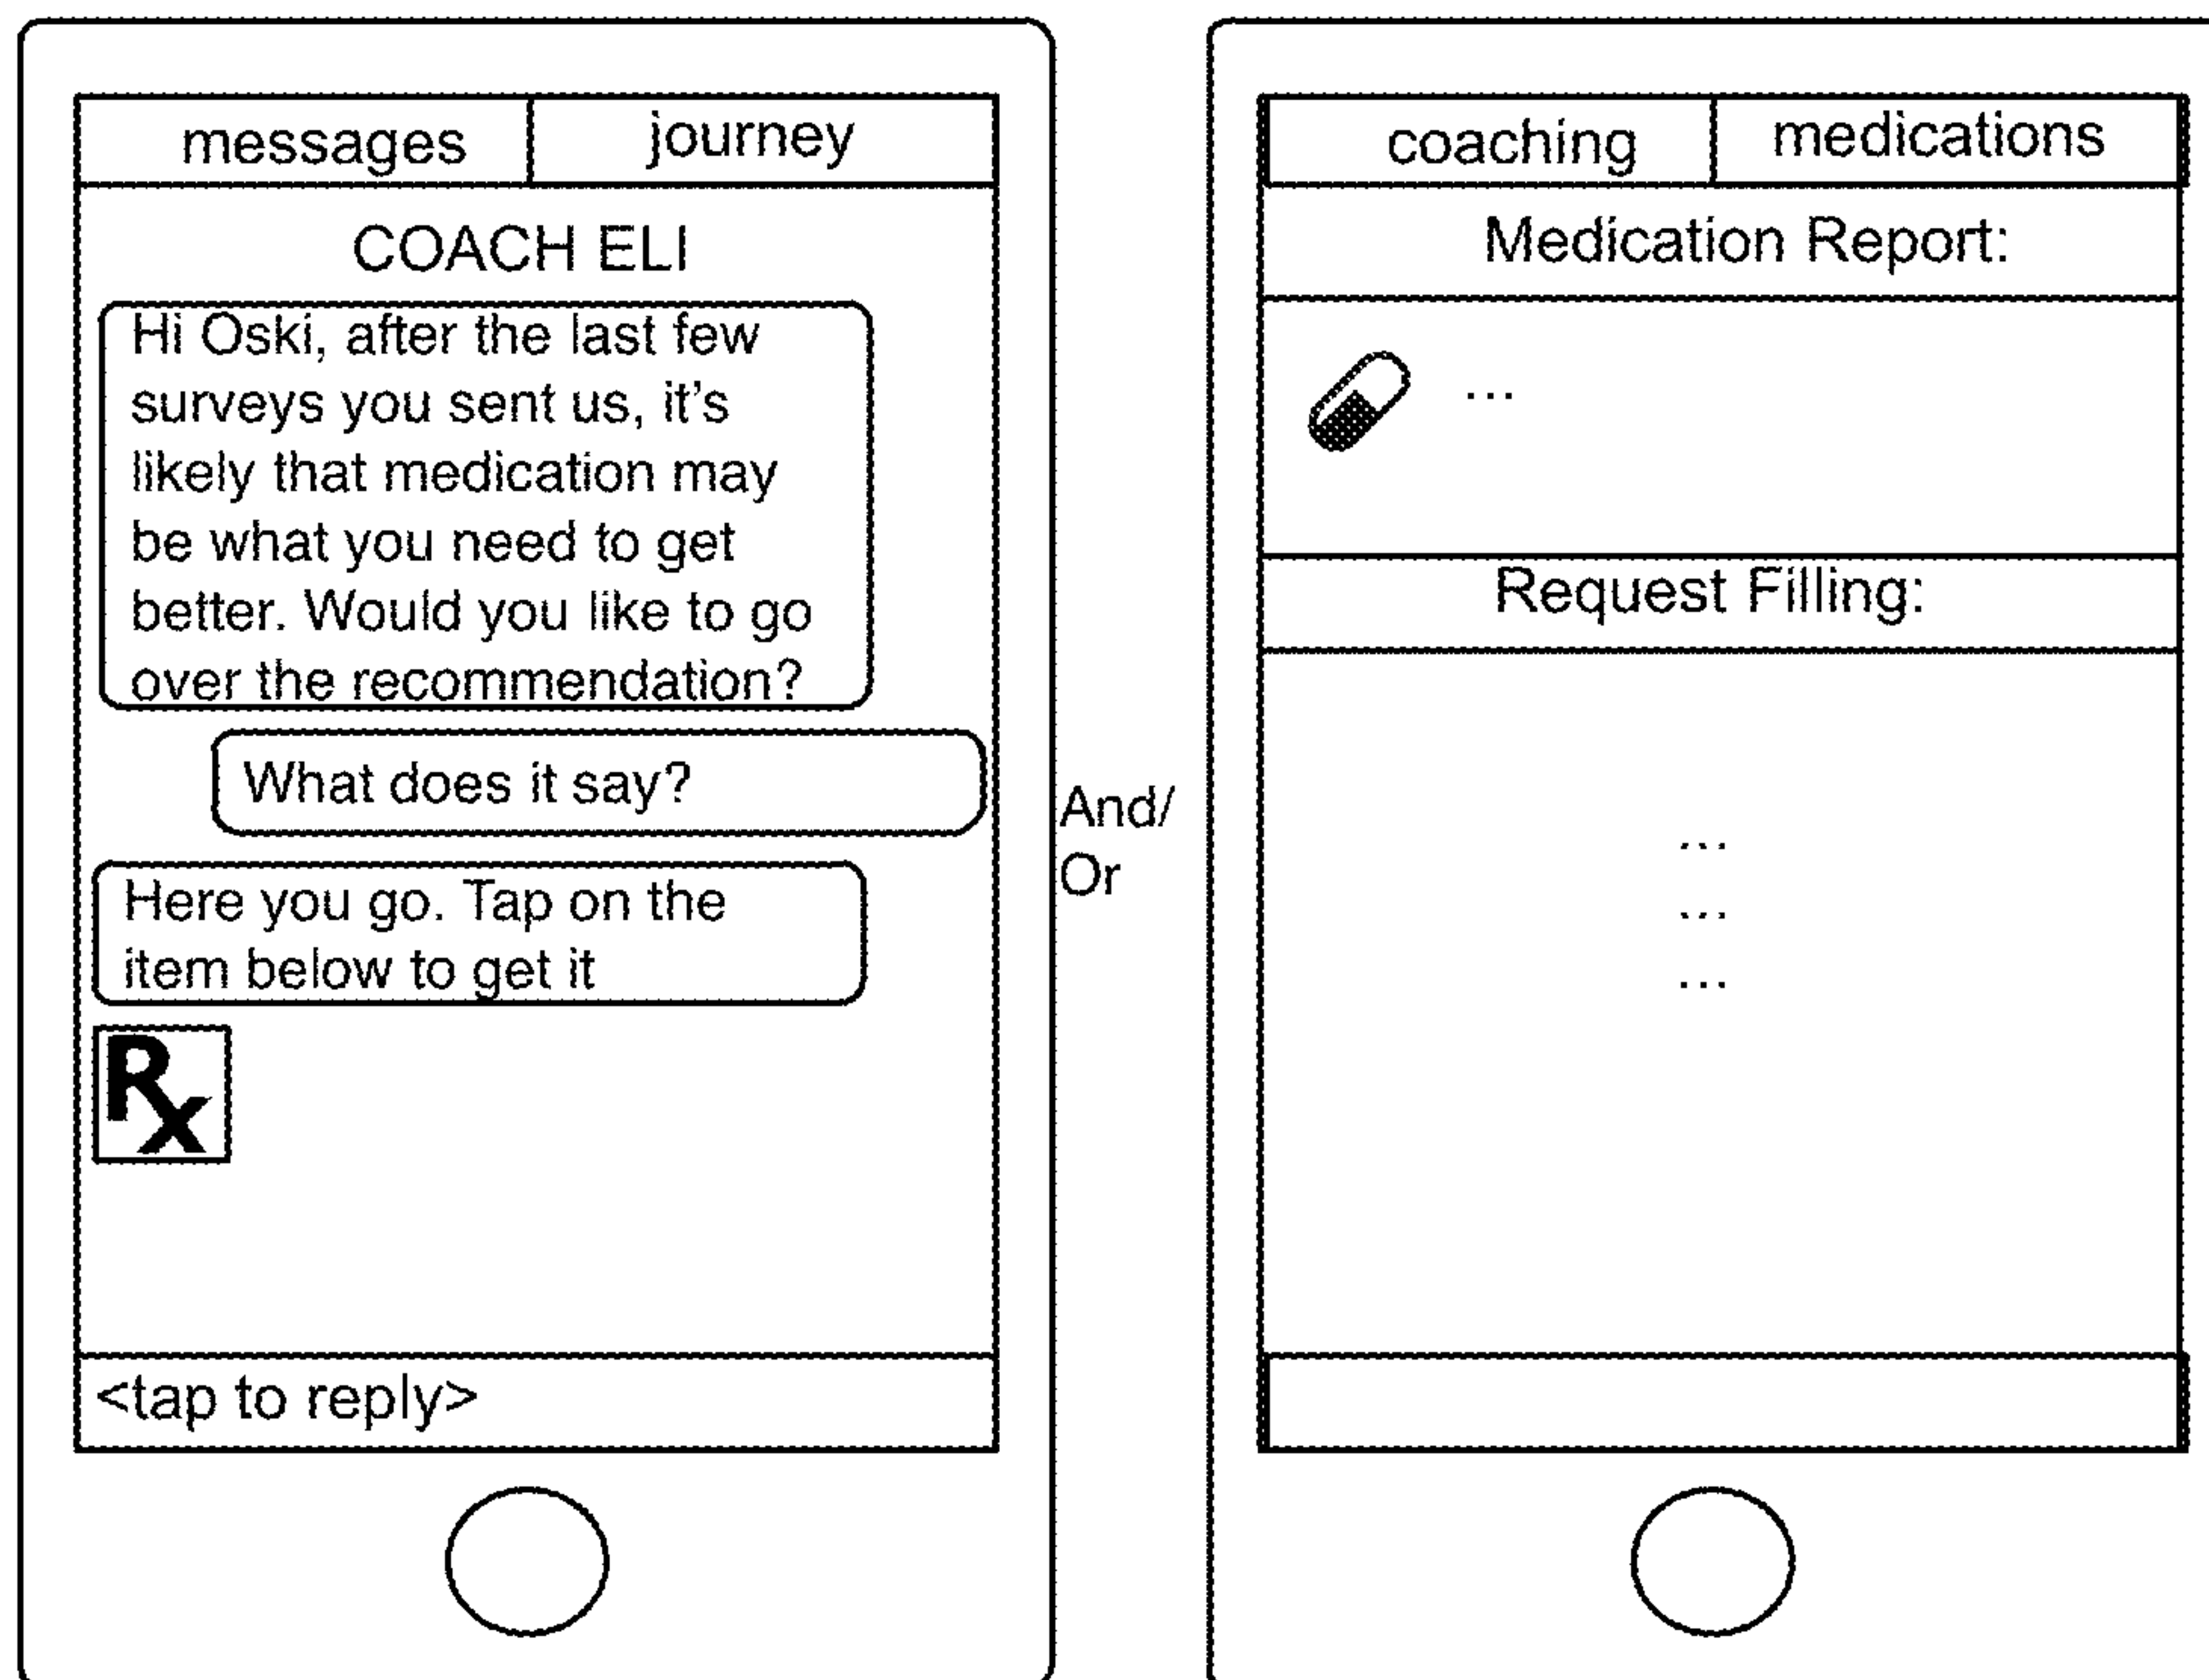 messages
journey
COACH ELI
Hi Oski, after the last few
surveys you sent us, it's
likely that medication may
be what you need to get
better. Would you like to go
over the recommendation?
What does it say?
Here you go. Tap on the
item below to get it
Rx
<tap to reply>
And/
Or
coaching
medications
Medication Report:
...
Request Filling:
...
...
...